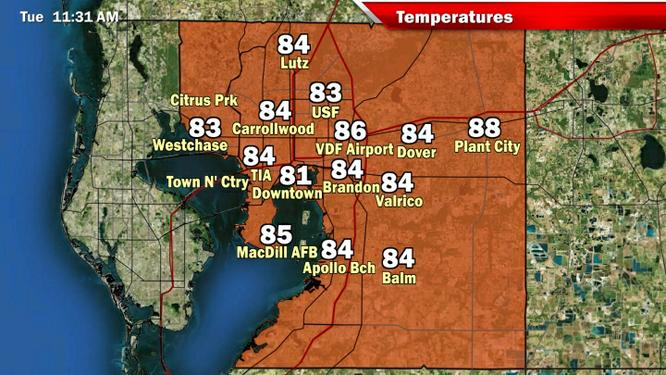 Tue 11:31 AM
Temperatures
84
Lutz
83
USF
Citrus Prk
84
Carrollwood
83
Westchase
86
VDF Airport
84
Dover
88
Plant City
84
TIA
Town N' Ctry
81
Downtown
84
Brandon
84
Valrico
85
MacDill AFB
84
Apollo Bch
84
Balm